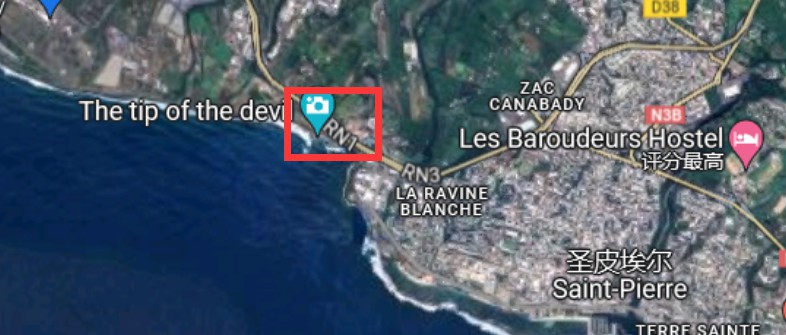 D38
ZAC
CANABADY
The tip of the devil
RN1
N3B
Les Baroudeurs Hostel
评分最高
RN3
LA RAVINE
BLANCHE
圣皮埃尔
Saint-Pierre
TERRE SAINTE